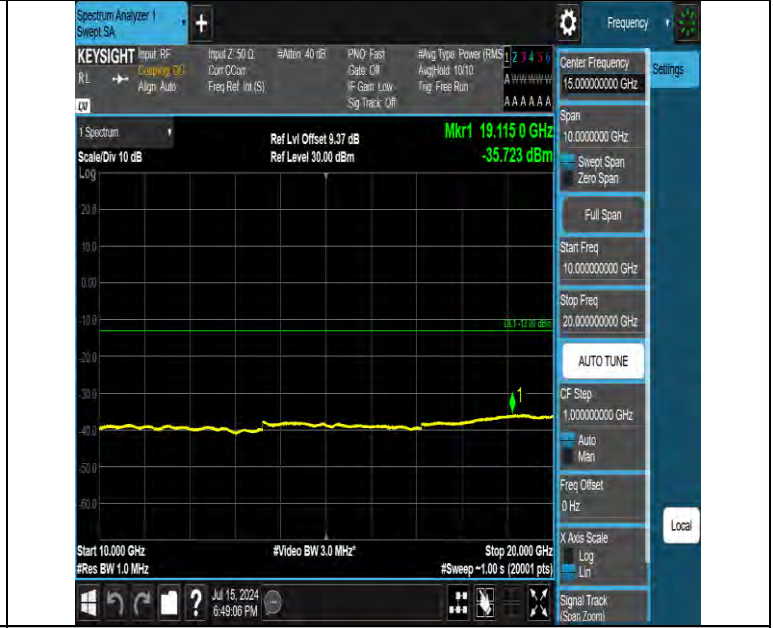 Spectrum Analyzer 1
Swept SA
+
Frequency
KEYSIGHT
RL
Input: RF
Coupling: DC
Align: Auto
Input Z: 50 Ω
Corr CCorr
Freq Ref: Int (S)
#Atten: 40 dB
PNO: Fast
Gate: Off
IF Gain: Low
Sig Track: Off
#Avg Type: Power (RMS
Avg|Hold: 10/10
Trig: Free Run
1 2 3 4 5 6
A W W W W W
A A A A A A
Center Frequency
15.000000000 GHz
Settings
Span
10.0000000 GHz
Swept Span
Zero Span
Full Span
Start Freq
10.000000000 GHz
Stop Freq
20.000000000 GHz
AUTO TUNE
CF Step
1.000000000 GHz
Auto
Man
Freq Offset
0 Hz
X Axis Scale
Log
Lin
Signal Track
(Span Zoom)
Local
1 Spectrum
Scale/Div 10 dB
Log
Ref Lvl Offset 9.37 dB
Ref Level 30.00 dBm
Mkr1 19.115 0 GHz
-35.723 dBm
20.0
10.0
0.00
-10.0
-20.0
-30.0
-40.0
-50.0
-60.0
DL1 -13.00 dBm
1
Start 10.000 GHz
#Res BW 1.0 MHz
#Video BW 3.0 MHz*
Stop 20.000 GHz
#Sweep ~1.00 s (20001 pts)
?
Jul 15, 2024
6:49:06 PM